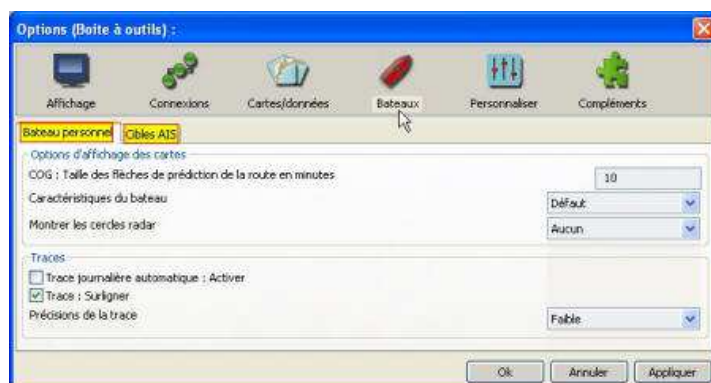 Options (Boite à outils) :
Affichage Connexions Cartes/données Bateaux Personnaliser Compléments
Bateau personnel Cibles AIS
Options d'affichage des cartes
COG : Taille des flèches de prédiction de la route en minutes 10
Caractéristiques du bateau Défaut
Montrer les cercles radar Aucun
Traces
Trace journalière automatique : Activer
Trace : Surligner
Précisions de la trace Faible
Ok Annuler Appliquer